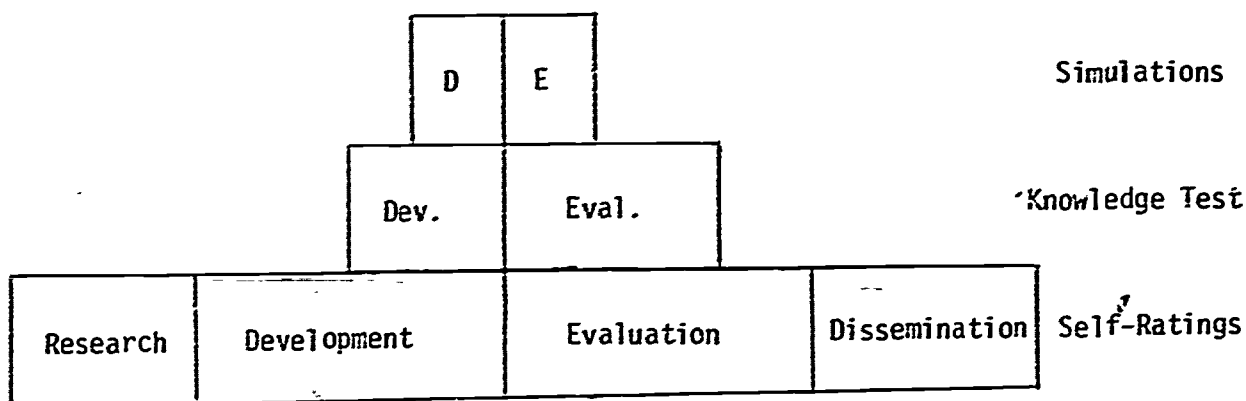 D E Simulations
Dev. Eval. Knowledge Test
Research Development Evaluation Dissemination Self-Ratings